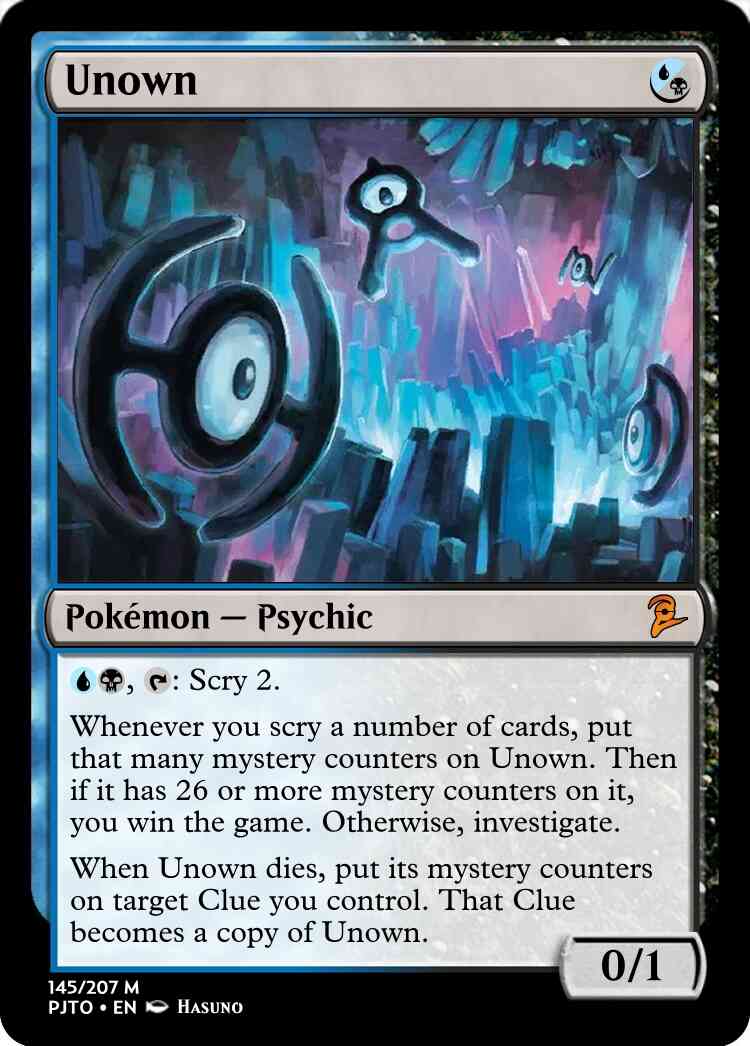 Unown
Pokémon — Psychic
, : Scry 2.
Whenever you scry a number of cards, put
that many mystery counters on Unown. Then
if it has 26 or more mystery counters on it,
you win the game. Otherwise, investigate.
When Unown dies, put its mystery counters
on target Clue you control. That Clue
becomes a copy of Unown.
0/1
145/207 M
PJTO • EN Hasuno